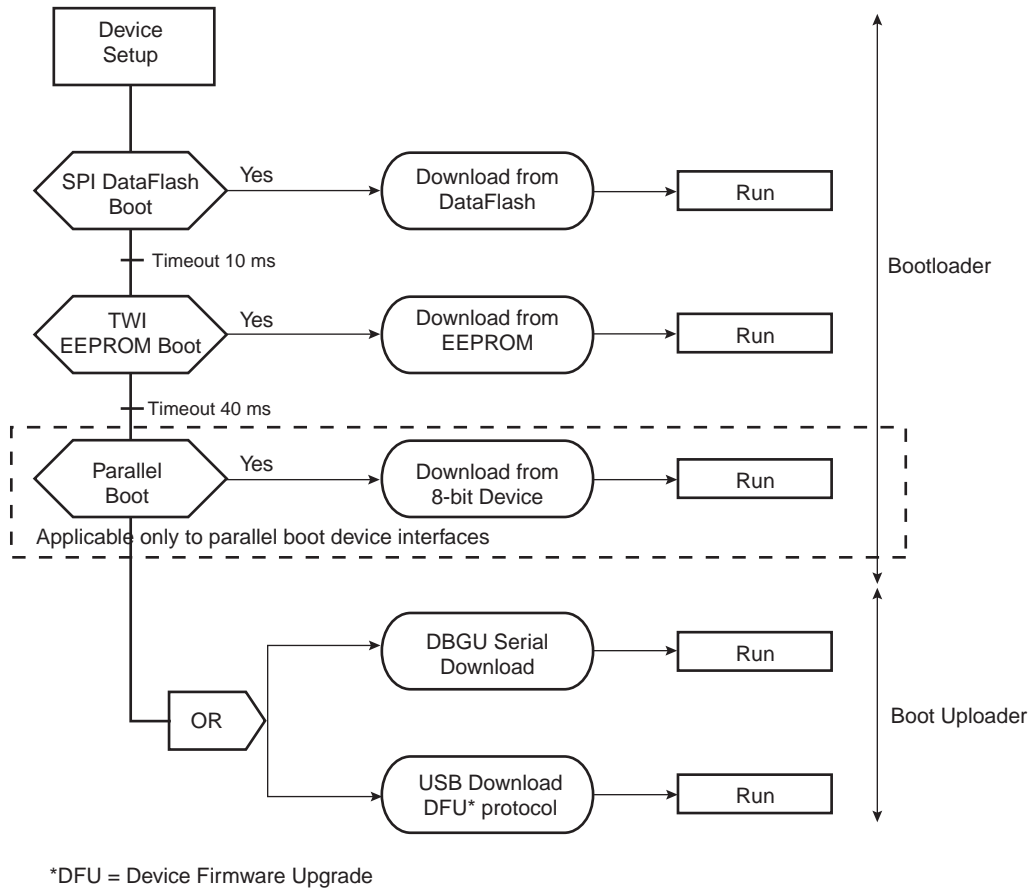 Device
Setup
SPI DataFlash
Boot
Yes
Download from
DataFlash
Run
Timeout 10 ms
Bootloader
TWI
EEPROM Boot
Yes
Download from
EEPROM
Run
Timeout 40 ms
Parallel
Boot
Yes
Download from
8-bit Device
Run
Applicable only to parallel boot device interfaces
DBGU Serial
Download
Run
OR
Boot Uploader
USB Download
DFU* protocol
Run
*DFU = Device Firmware Upgrade